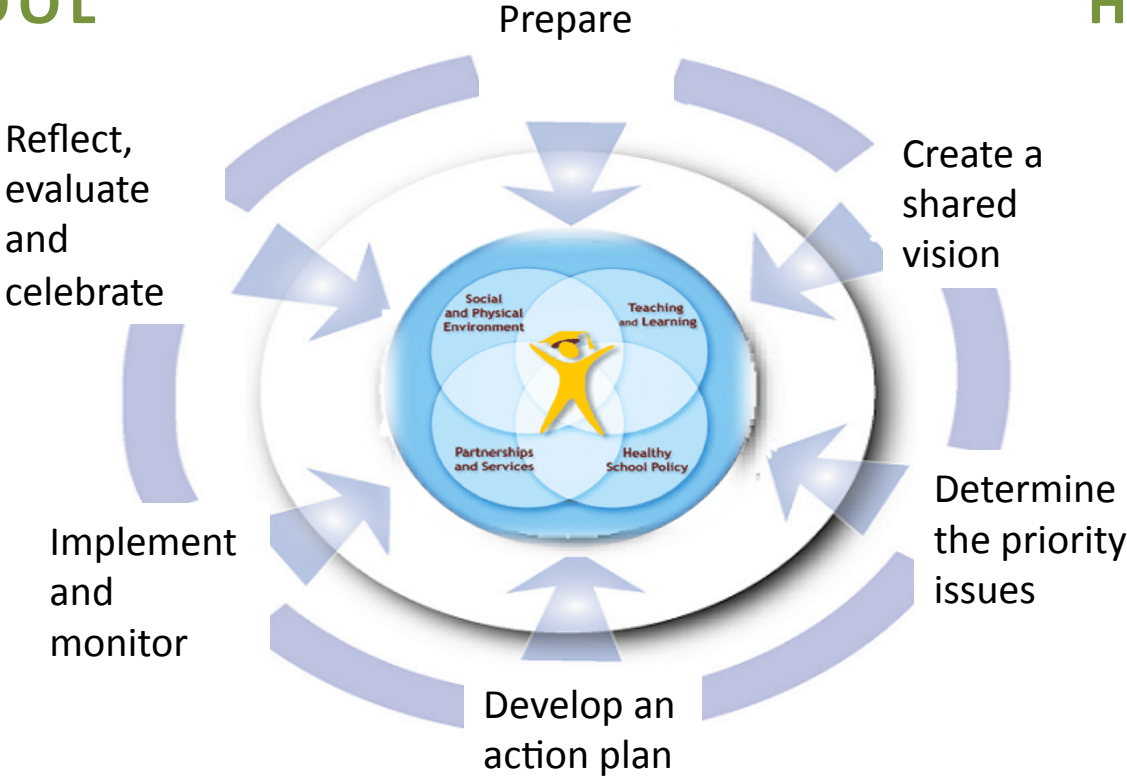 OOL
H
Prepare
Reflect,
evaluate
and
celebrate
Create a
shared
vision
Social
and Physical
Environment
Teaching
and Learning
Partnerships
and Services
Healthy
School Policy
Determine
the priority
issues
Implement
and
monitor
Develop an
action plan